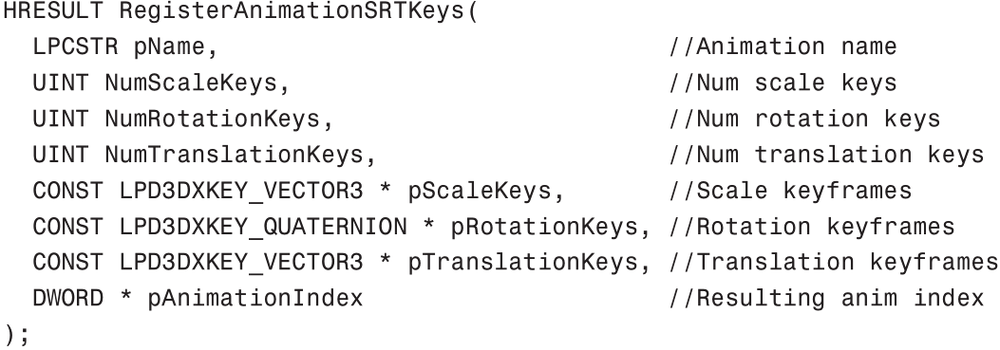 HRESULT RegisterAnimationSRTKeys(
  LPCSTR pName,                               //Animation name
  UINT NumScaleKeys,                          //Num scale keys
  UINT NumRotationKeys,                       //Num rotation keys
  UINT NumTranslationKeys,                    //Num translation keys
  CONST LPD3DXKEY_VECTOR3 * pScaleKeys,       //Scale keyframes
  CONST LPD3DXKEY_QUATERNION * pRotationKeys, //Rotation keyframes
  CONST LPD3DXKEY_VECTOR3 * pTranslationKeys, //Translation keyframes
  DWORD * pAnimationIndex                     //Resulting anim index
);